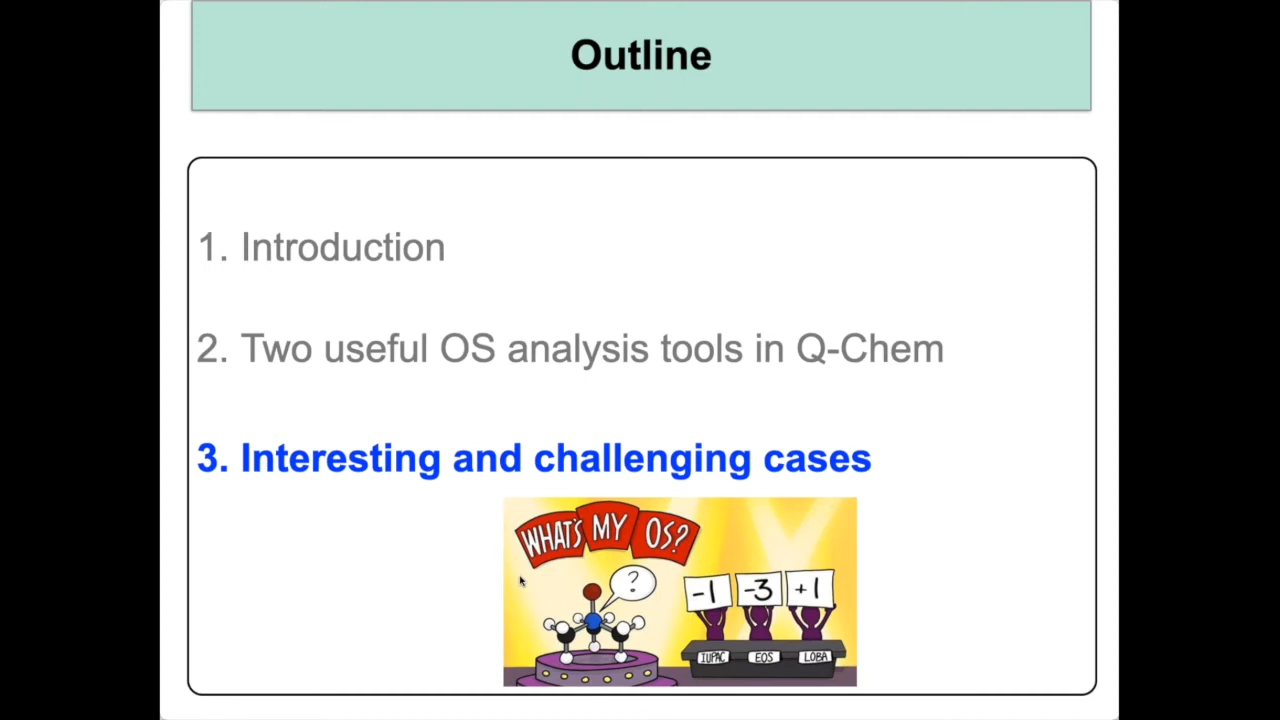 Outline
1. Introduction
2. Two useful OS analysis tools in Q-Chem
3. Interesting and challenging cases
WHAT'S MY OS?
?
-1 -3 +1
IUPAC EOS LOBA